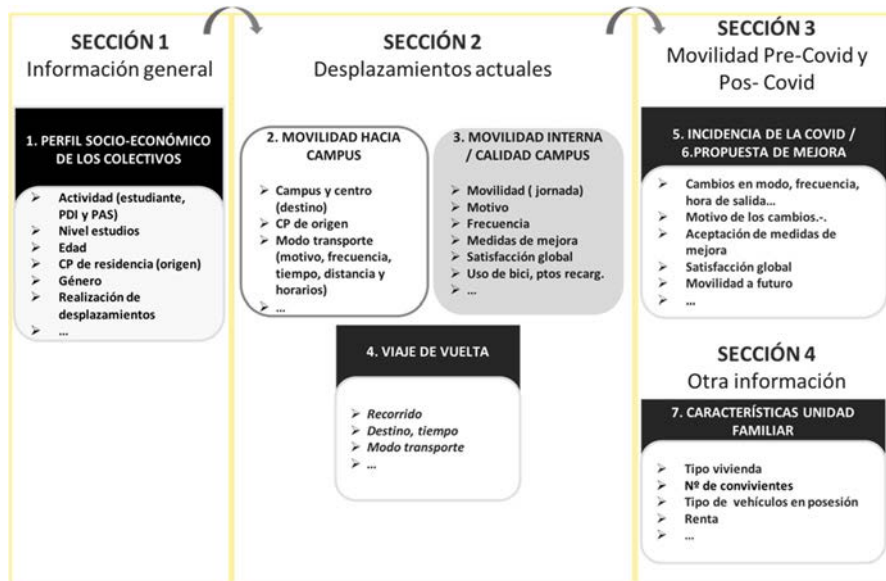 SECCIÓN 1
Información general
1. PERFIL SOCIO-ECONÓMICO
DE LOS COLECTIVOS
Actividad (estudiante,
PDI y PAS)
Nivel estudios
Edad
CP de residencia (origen)
Género
Realización de
desplazamientos
...
SECCIÓN 2
Desplazamientos actuales
2. MOVILIDAD HACIA
CAMPUS
Campus y centro
(destino)
CP de origen
Modo transporte
(motivo, frecuencia,
tiempo, distancia y
horarios)
...
3. MOVILIDAD INTERNA
/ CALIDAD CAMPUS
Movilidad ( jornada)
Motivo
Frecuencia
Medidas de mejora
Satisfacción global
Uso de bici, ptos recarg.
...
4. VIAJE DE VUELTA
Recorrido
Destino, tiempo
Modo transporte
...
SECCIÓN 3
Movilidad Pre-Covid y
Pos- Covid
5. INCIDENCIA DE LA COVID /
6.PROPUESTA DE MEJORA
Cambios en modo, frecuencia,
hora de salida...
Motivo de los cambios.-.
Aceptación de medidas de
mejora
Satisfacción global
Movilidad a futuro
...
SECCIÓN 4
Otra información
7. CARACTERÍSTICAS UNIDAD
FAMILIAR
Tipo vivienda
Nº de convivientes
Tipo de vehículos en posesión
Renta
...